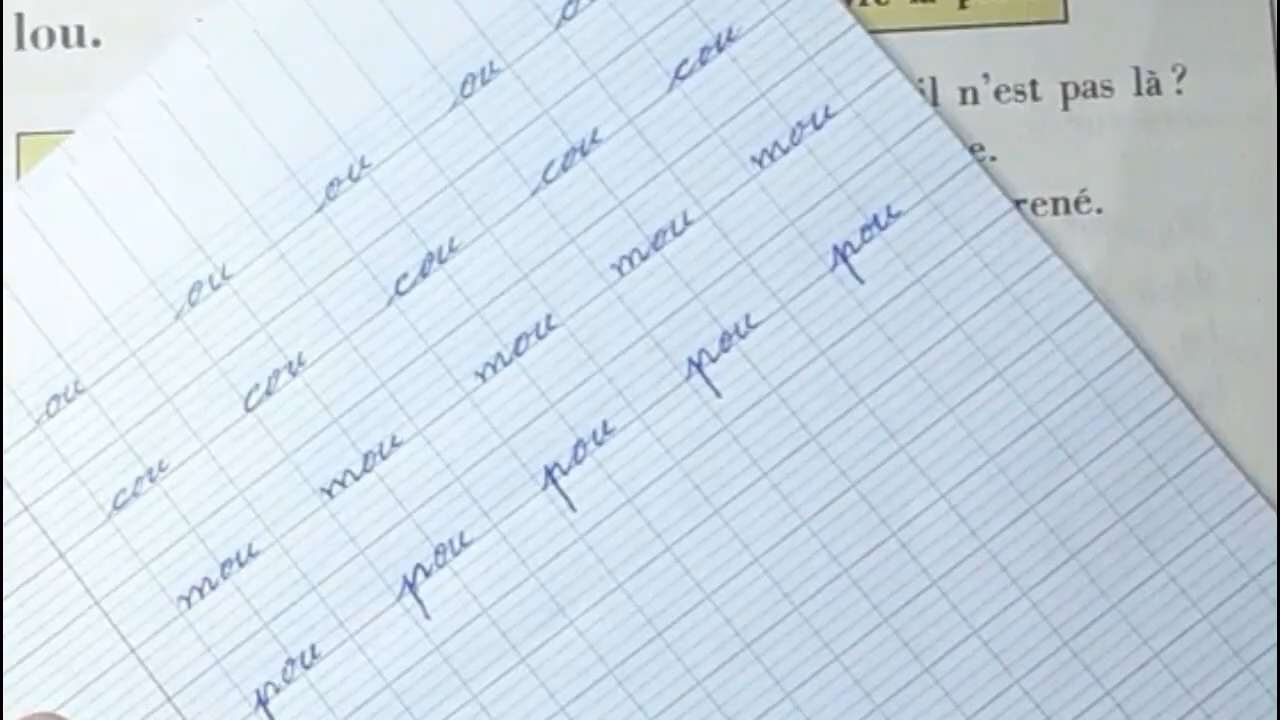 lou.
il n'est pas là ?
rené.
ou ou ou ou
cou cou cou cou cou
mou mou mou mou mou
pou pou pou pou pou